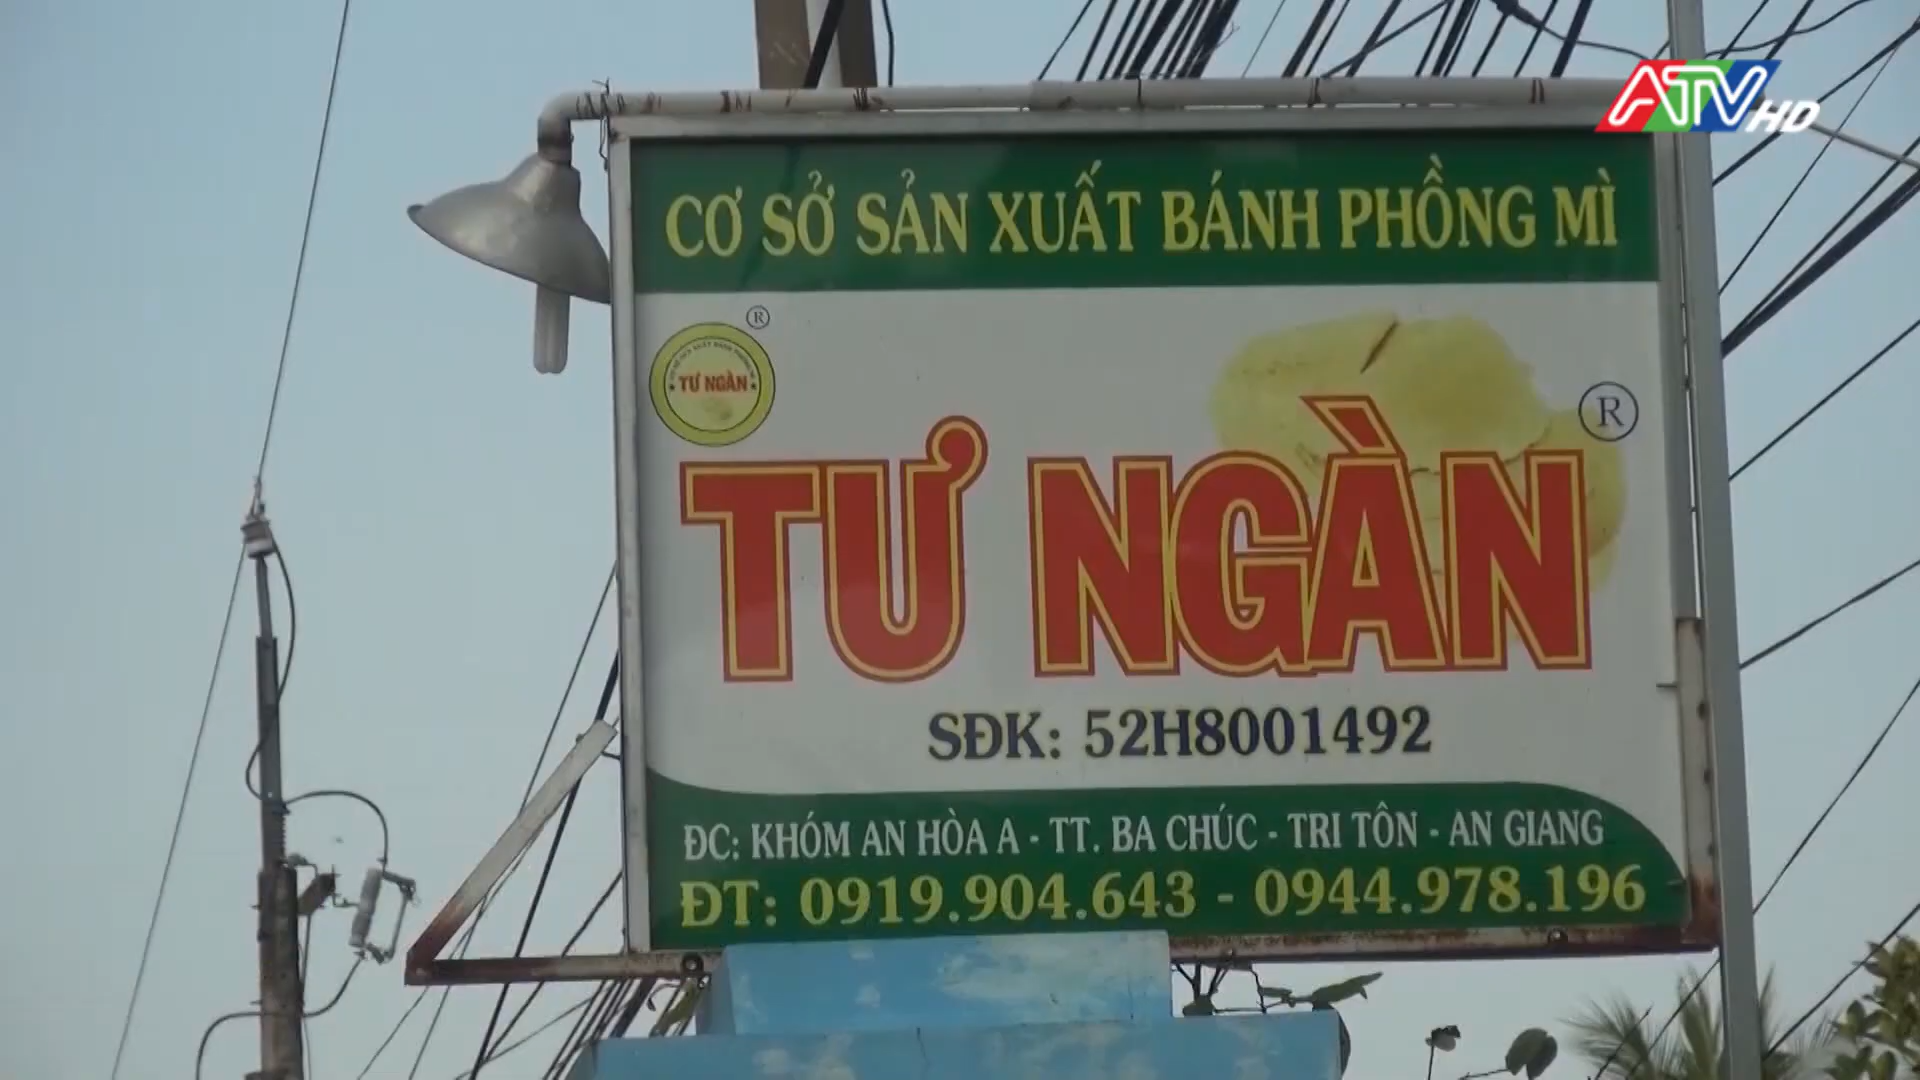 ATV HD
CƠ SỞ SẢN XUẤT BÁNH PHỒNG MÌ
®
TƯ NGÀN
®
TƯ NGÀN
SĐK: 52H8001492
ĐC: KHÓM AN HÒA A - TT. BA CHÚC - TRI TÔN - AN GIANG
ĐT: 0919.904.643 - 0944.978.196